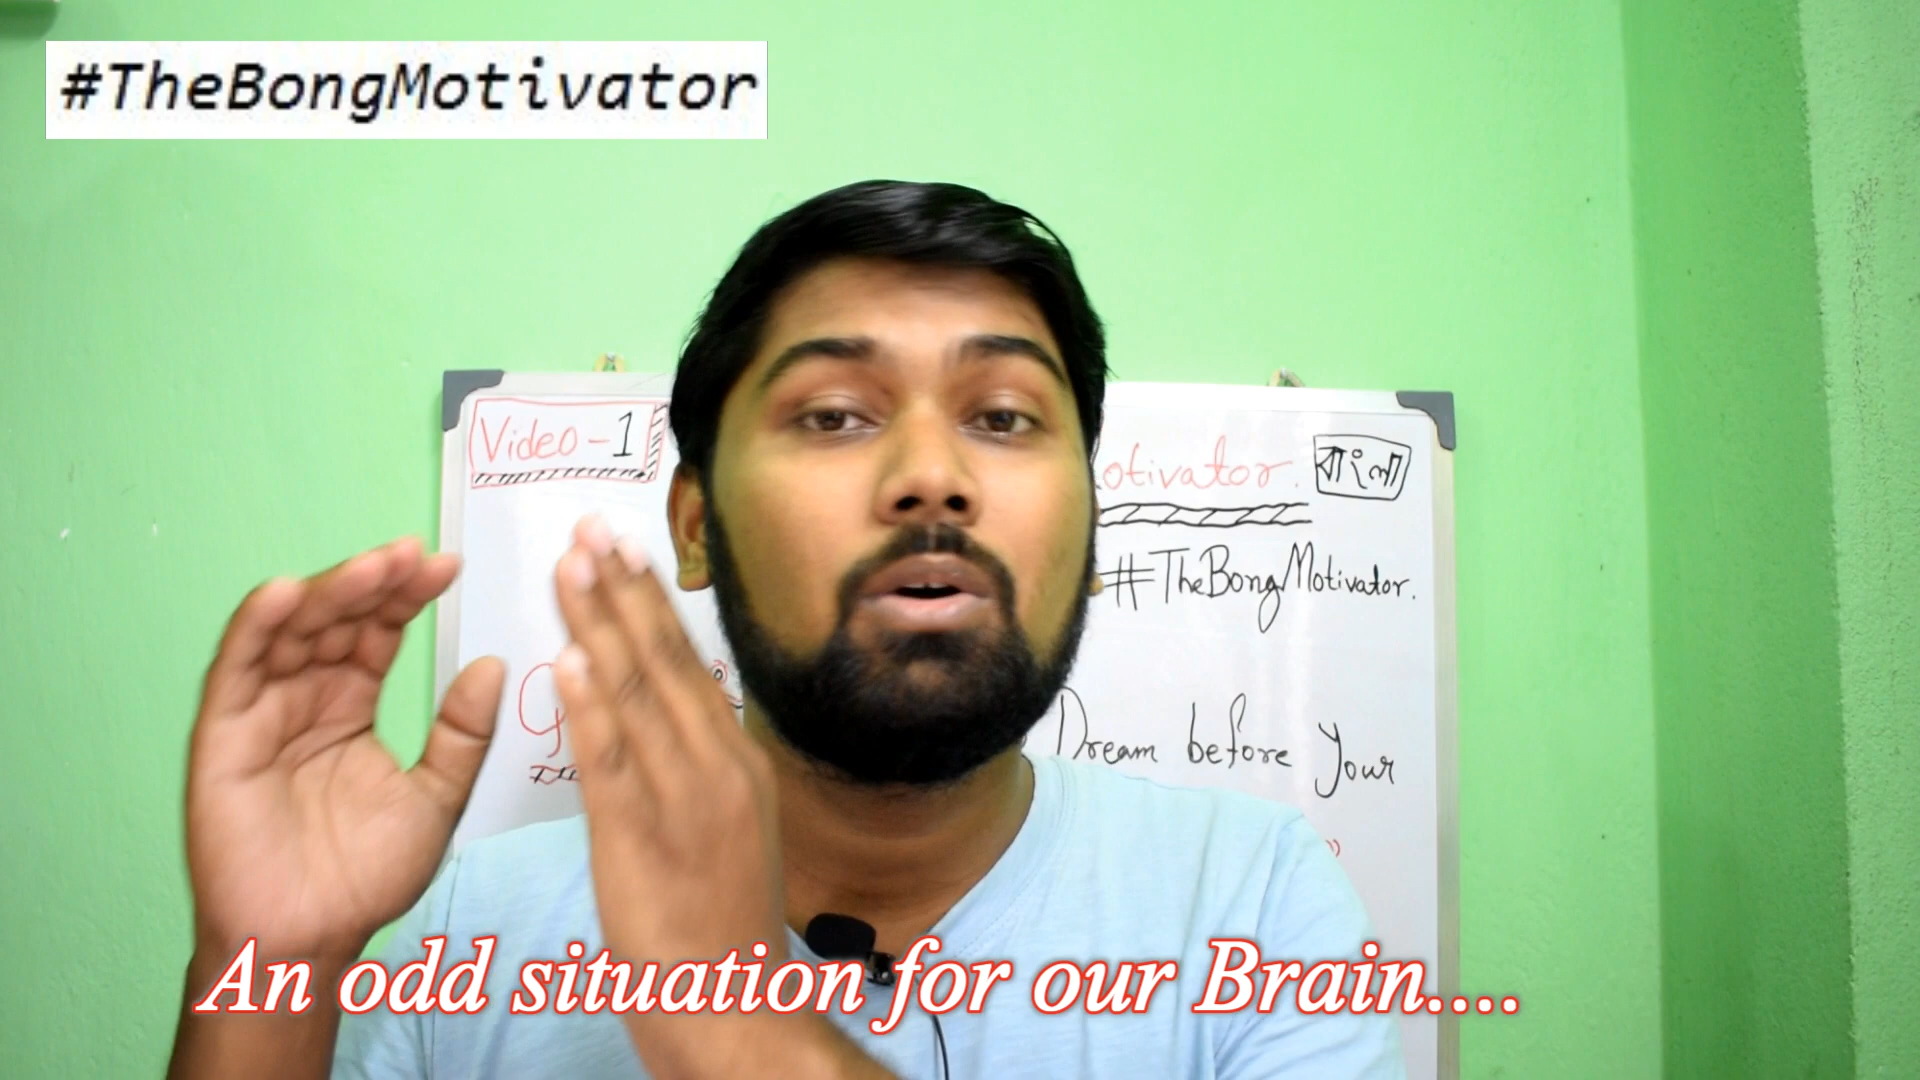 #TheBongMotivator
Video-1
otivator.
বাংলা
#TheBongMotivator.
Dream before Your
An odd situation for our Brain....